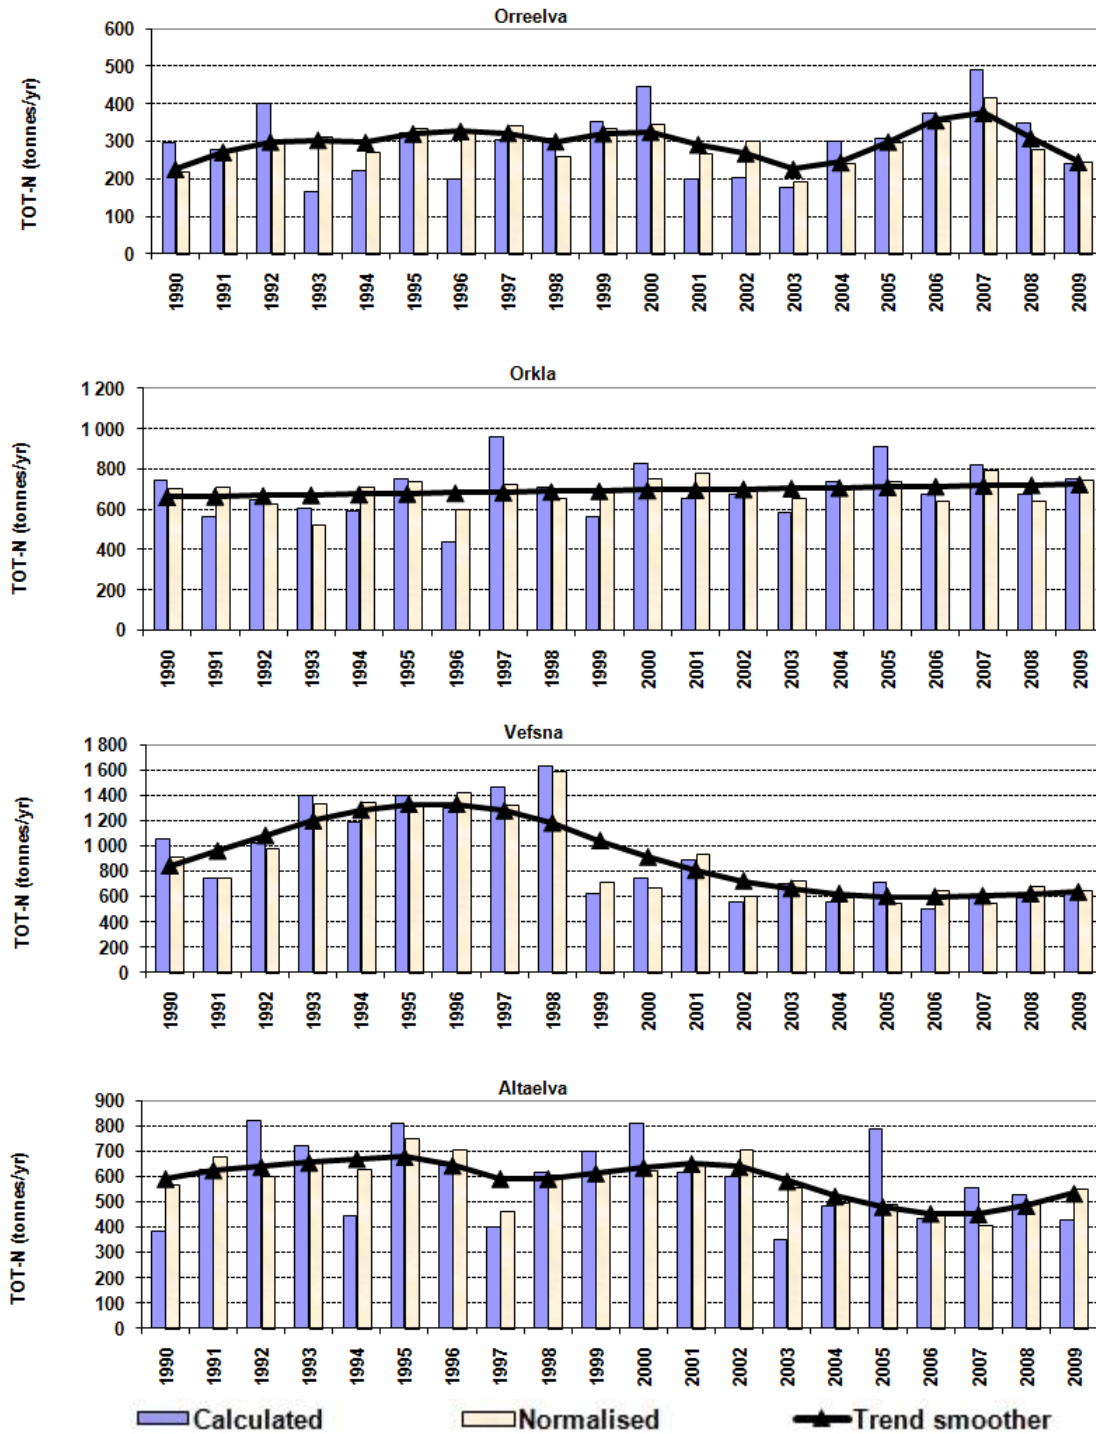 Orreelva
TOT-N (tonnes/yr)
600
500
400
300
200
100
0
1990 1991 1992 1993 1994 1995 1996 1997 1998 1999 2000 2001 2002 2003 2004 2005 2006 2007 2008 2009
Orkla
TOT-N (tonnes/yr)
1 200
1 000
800
600
400
200
0
1990 1991 1992 1993 1994 1995 1996 1997 1998 1999 2000 2001 2002 2003 2004 2005 2006 2007 2008 2009
Vefsna
TOT-N (tonnes/yr)
1 800
1 600
1 400
1 200
1 000
800
600
400
200
0
1990 1991 1992 1993 1994 1995 1996 1997 1998 1999 2000 2001 2002 2003 2004 2005 2006 2007 2008 2009
Altaelva
TOT-N (tonnes/yr)
900
800
700
600
500
400
300
200
100
0
1990 1991 1992 1993 1994 1995 1996 1997 1998 1999 2000 2001 2002 2003 2004 2005 2006 2007 2008 2009
Calculated Normalised Trend smoother